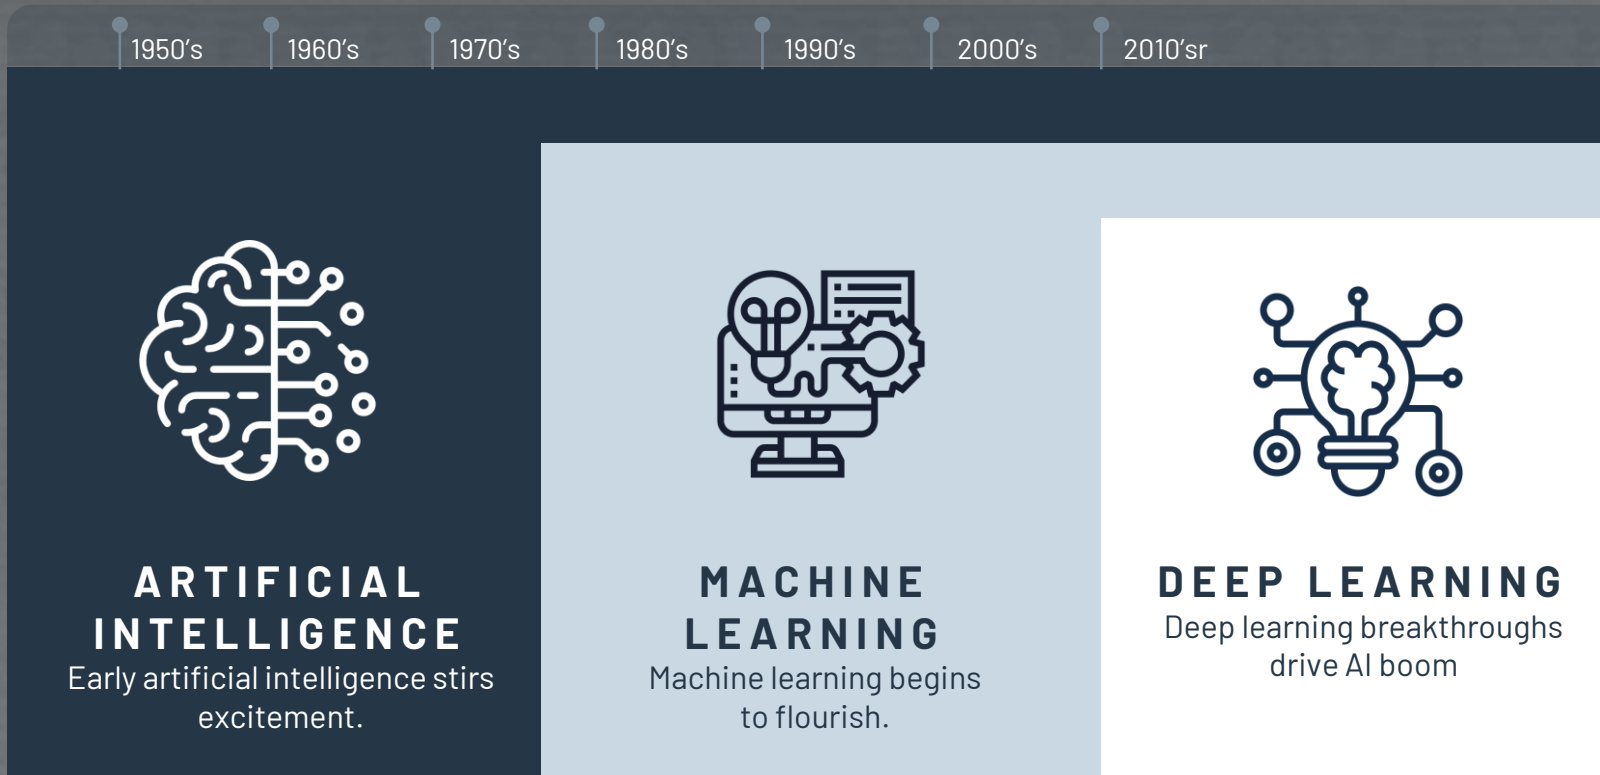 1950's 1960's 1970's 1980's 1990's 2000's 2010'sr
ARTIFICIAL
INTELLIGENCE
Early artificial intelligence stirs
excitement.
MACHINE
LEARNING
Machine learning begins
to flourish.
DEEP LEARNING
Deep learning breakthroughs
drive AI boom